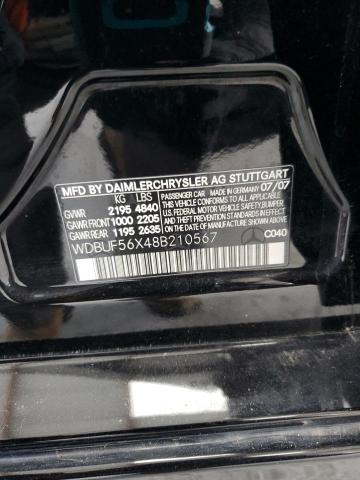 MFD BY DAIMLERCHRYSLER AG STUTTGART
KG LBS PASSENGER CAR MADE IN GERMANY 07/07
GVWR 2195 4840
GAWR FRONT 1000 2205
GAWR REAR 1195 2635
THIS VEHICLE CONFORMS TO ALL APPLICABLE U.S. FEDERAL MOTOR VEHICLE SAFETY/BUMPER, AND THEFT PREVENTION STANDARDS IN EFFECT ON THE DATE OF MANUFACTURE SHOWN ABOVE.
WDBUF56X48B210567
C040